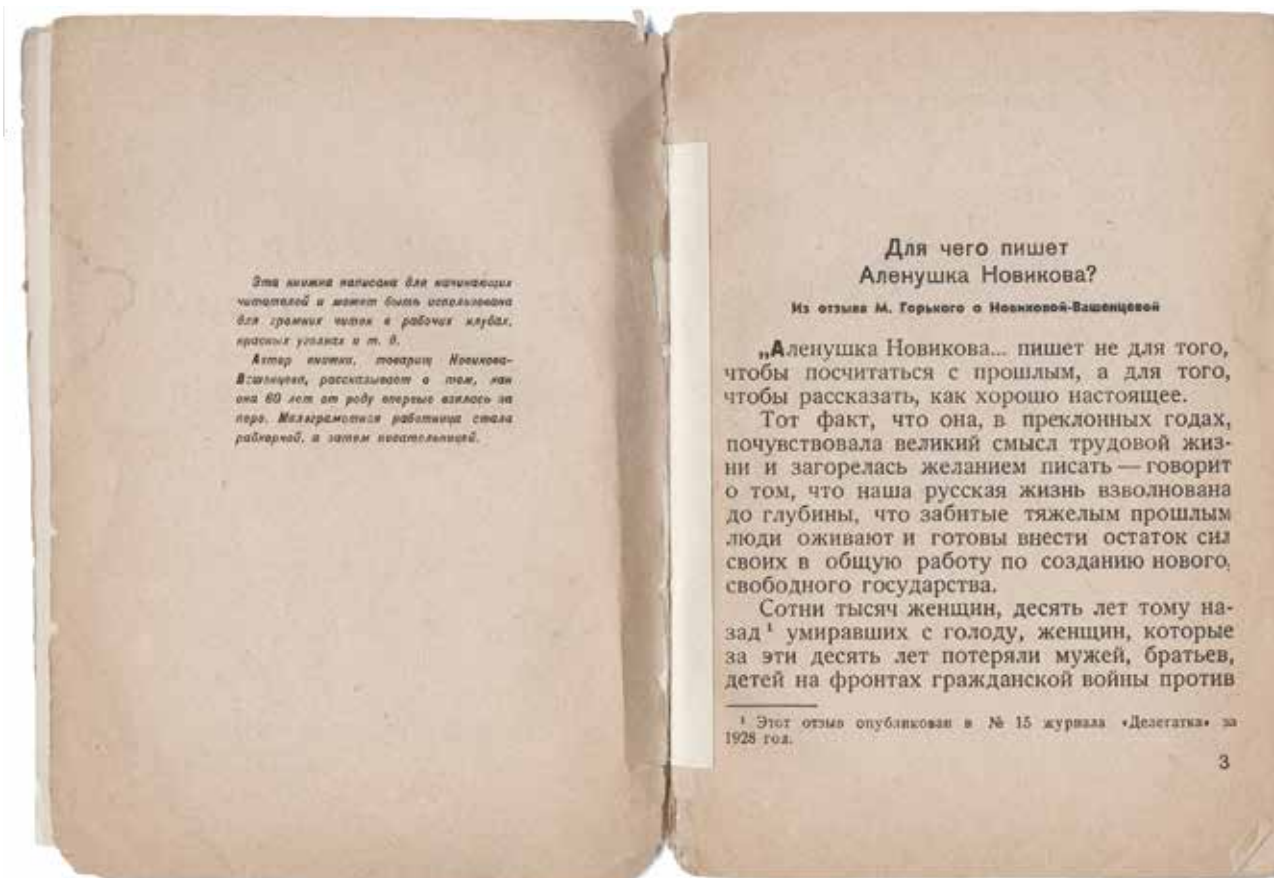 Эта книжка написана для начинающих
читателей и может быть использована
для громких читок в рабочих клубах,
красных уголках и т. д.
Автор книжки, товарищ Новикова-
Вашенцева, рассказывает о том, как
она 60 лет от роду впервые взялась за
перо. Малограмотная работница стала
рабкоркой, а затем писательницей.
Для чего пишет
Аленушка Новикова?
Из отзыва М. Горького о Новиковой-Вашенцевой
„Аленушка Новикова... пишет не для того,
чтобы посчитаться с прошлым, а для того,
чтобы рассказать, как хорошо настоящее.
Тот факт, что она, в преклонных годах,
почувствовала великий смысл трудовой жиз-
ни и загорелась желанием писать — говорит
о том, что наша русская жизнь взволнована
до глубины, что забитые тяжелым прошлым
люди оживают и готовы внести остаток сил
своих в общую работу по созданию нового,
свободного государства.
Сотни тысяч женщин, десять лет тому на-
зад¹ умиравших с голоду, женщин, которые
за эти десять лет потеряли мужей, братьев,
детей на фронтах гражданской войны против
¹ Этот отзыв опубликован в № 15 журнала «Делегатка» за
1928 год.
3